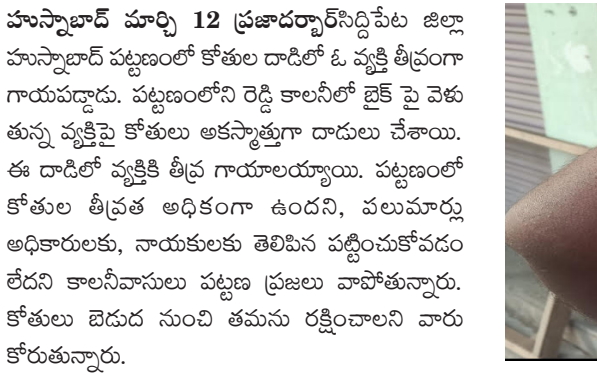 హుస్నాబాద్ మార్చి 12 ప్రజాదర్బార్సిద్దిపేట జిల్లా
హుస్నాబాద్ పట్టణంలో కోతుల దాడిలో ఓ వ్యక్తి తీవ్రంగా
గాయపడ్డాడు. పట్టణంలోని రెడ్డి కాలనీలో బైక్ పై వెళు
తున్న వ్యక్తిపై కోతులు అకస్మాత్తుగా దాడులు చేశాయి.
ఈ దాడిలో వ్యక్తికి తీవ్ర గాయాలయ్యాయి. పట్టణంలో
కోతుల తీవ్రత అధికంగా ఉందని, పలుమార్లు
అధికారులకు, నాయకులకు తెలిపిన పట్టించుకోవడం
లేదని కాలనీవాసులు పట్టణ ప్రజలు వాపోతున్నారు.
కోతులు బెడుద నుంచి తమను రక్షించాలని వారు
కోరుతున్నారు.